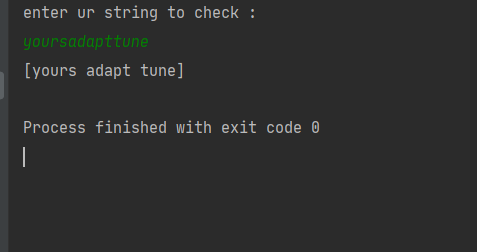 enter ur string to check :
yoursadapttune
[yours adapt tune]
Process finished with exit code 0